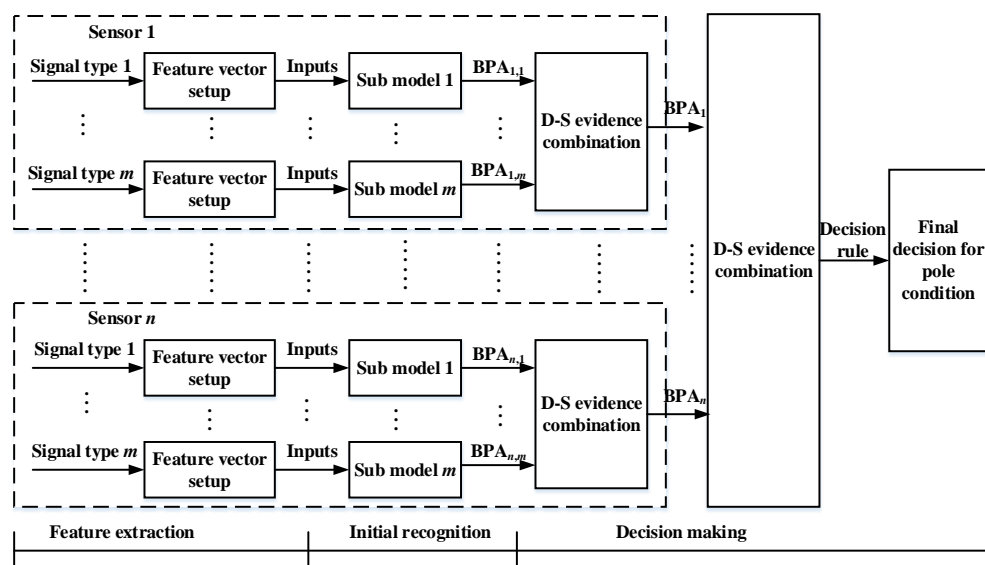 Sensor 1
Signal type 1
Feature vector
setup
Inputs
Sub model 1
BPA1,1
D-S evidence
combination
BPA1
Signal type m
Feature vector
setup
Inputs
Sub model m
BPA1,m
D-S evidence
combination
Decision
rule
Final
decision for
pole
condition
Sensor n
Signal type 1
Feature vector
setup
Inputs
Sub model 1
BPAn,1
D-S evidence
combination
BPAn
Signal type m
Feature vector
setup
Inputs
Sub model m
BPAn,m
Feature extraction
Initial recognition
Decision making